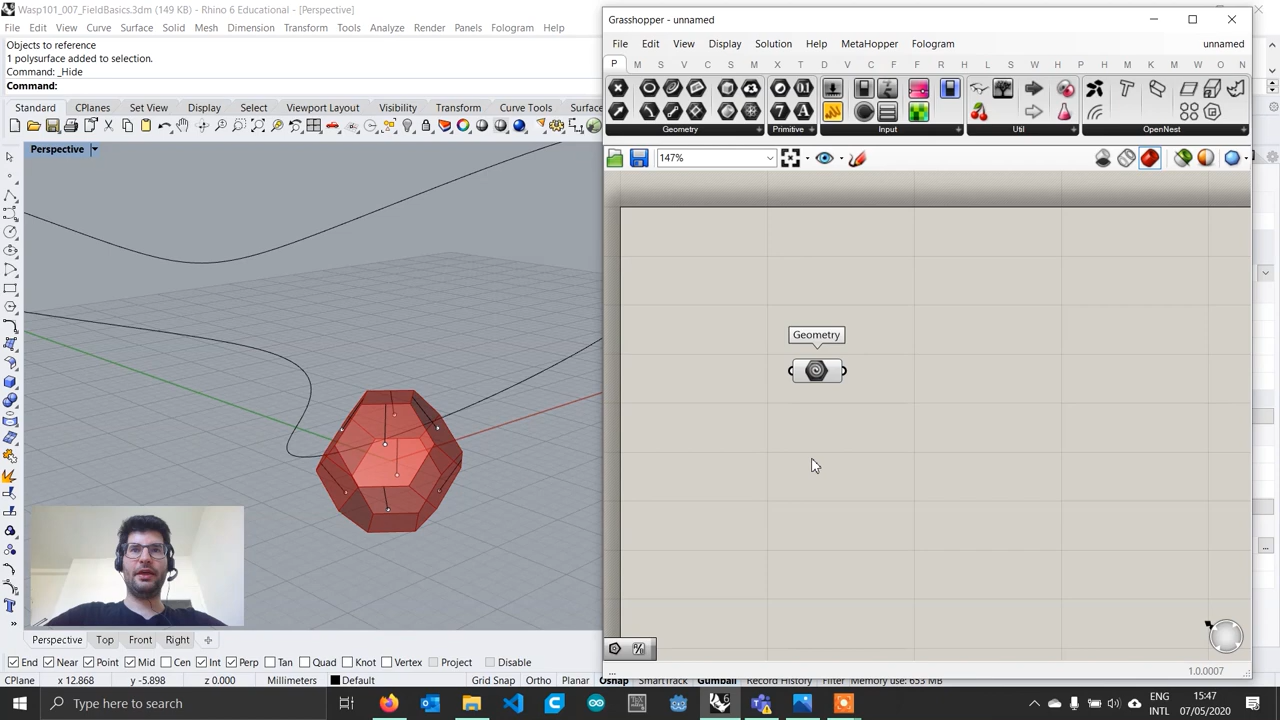 Wasp101_007_FieldBasics.3dm (149 KB) - Rhino 6 Educational - [Perspective]
File Edit View Curve Surface Solid Mesh Dimension Transform Tools Analyze Render Panels Fologram Help
Objects to reference
1 polysurface added to selection.
Command: _Hide
Command:
Standard CPlanes Set View Display Select Viewport Layout Visibility Transform Curve Tools
Perspective
Perspective Top Front Right
End Near Point Mid Cen Int Perp Tan Quad Knot Vertex Project Disable
CPlane x 12.868 y -5.898 z 0.000 Millimeters Default Grid Snap Ortho Planar Osnap SmartTrack Gumball Record History Filter Memory use: 653 MB
Grasshopper - unnamed
File Edit View Display Solution Help MetaHopper Fologram unnamed
P M S V C S M X T D V C F F R H L S W H M K M A R O N
Geometry Primitive Input Util OpenNest
147%
Geometry
...
1.0.0007
Type here to search
ENG
INTL
15:47
07/05/2020